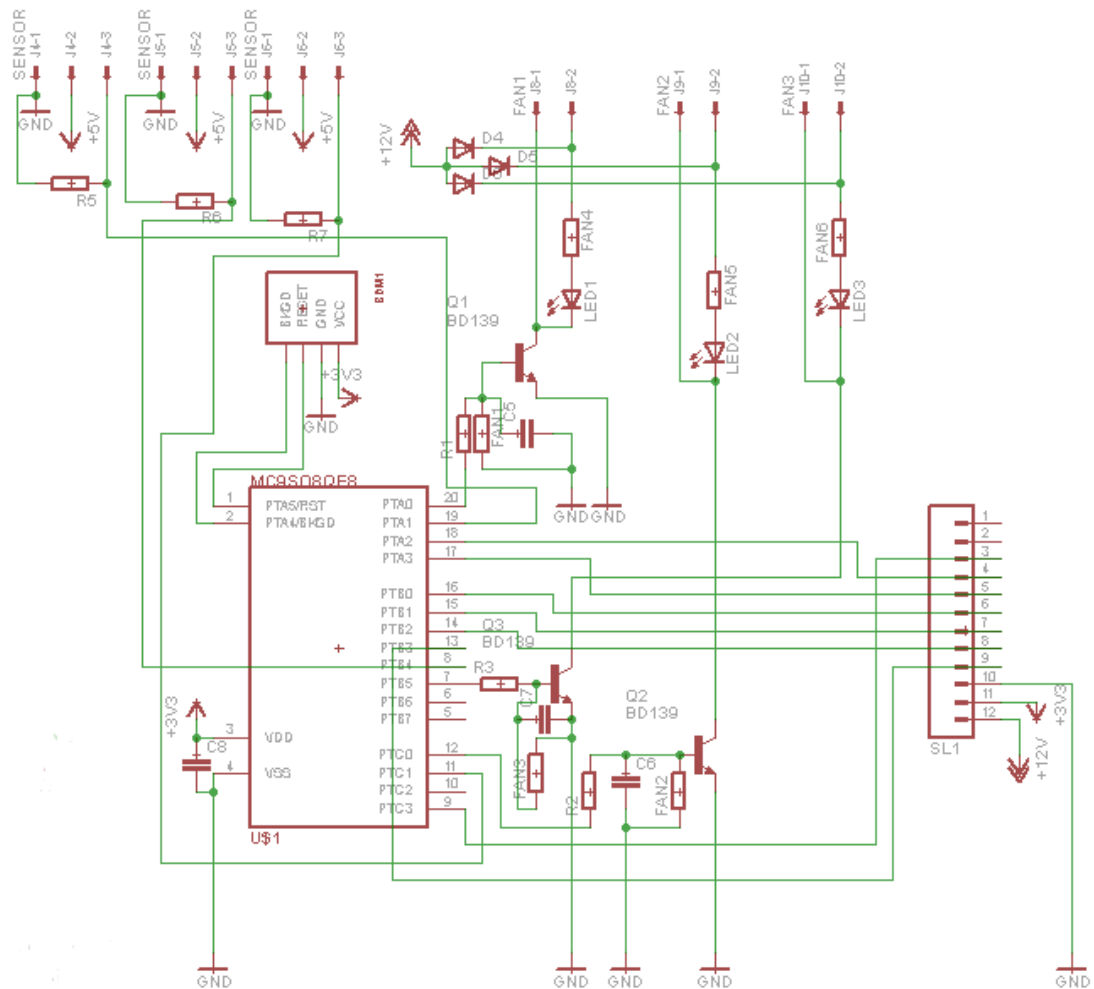 SENSOR
J4-1
J4-2
J4-3
SENSOR
J5-1
J5-2
J5-3
SENSOR
J6-1
J6-2
J6-3
FAN1
J8-1
J8-2
FAN2
J9-1
J9-2
FAN3
J10-1
J10-2
GND
+5V
GND
+5V
GND
+5V
+12V
D4
D5
R5
R6
R7
FAN4
FAN5
FAN6
LED1
LED2
LED3
BKGD
RESET
GND
VCC
BDM1
+3V3
GND
Q1
BD139
R1
FAN1
C5
GND
GND
MC9S08QE8
1 PTA5/RST
2 PTA4/BKGD
3 VDD
4 VSS
PTA0 20
PTA1 19
PTA2 18
PTA3 17
PTB0 16
PTB1 15
PTB2 14
PTB3 13
PTB4 8
PTB5 7
PTB6 6
PTB7 5
PTC0 12
PTC1 11
PTC2 10
PTC3 9
U$1
+3V3
C8
Q3
BD139
R3
C7
FAN3
Q2
BD139
R2
C6
FAN2
1
2
3
4
5
6
7
8
9
10
11
12
SL1
+3V3
+12V
GND
GND
GND
GND
GND